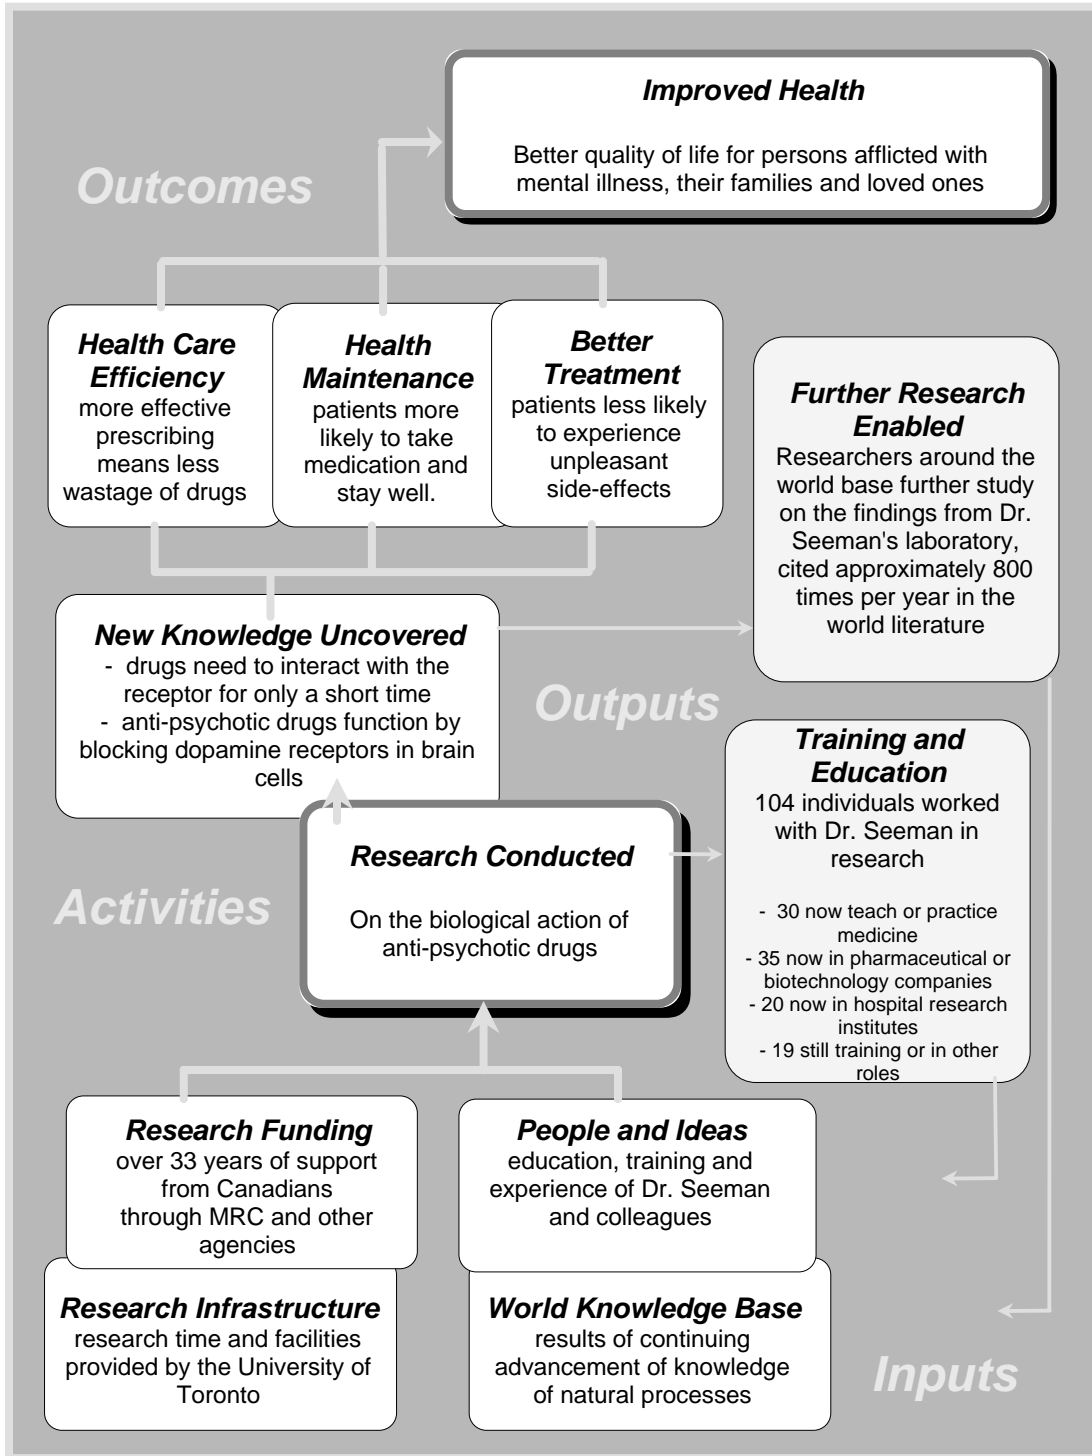 Improved Health
Better quality of life for persons afflicted with
mental illness, their families and loved ones
Outcomes
Health Care
Efficiency
more effective
prescribing
means less
wastage of drugs
Health
Maintenance
patients more
likely to take
medication and
stay well.
Better
Treatment
patients less likely
to experience
unpleasant
side-effects
Further Research
Enabled
Researchers around the
world base further study
on the findings from Dr.
Seeman's laboratory,
cited approximately 800
times per year in the
world literature
New Knowledge Uncovered
- drugs need to interact with the
receptor for only a short time
- anti-psychotic drugs function by
blocking dopamine receptors in brain
cells
Outputs
Training and
Education
104 individuals worked
with Dr. Seeman in
research
- 30 now teach or practice
medicine
- 35 now in pharmaceutical or
biotechnology companies
- 20 now in hospital research
institutes
- 19 still training or in other
roles
Research Conducted
On the biological action of
anti-psychotic drugs
Activities
Research Funding
over 33 years of support
from Canadians
through MRC and other
agencies
People and Ideas
education, training and
experience of Dr. Seeman
and colleagues
Research Infrastructure
research time and facilities
provided by the University of
Toronto
World Knowledge Base
results of continuing
advancement of knowledge
of natural processes
Inputs